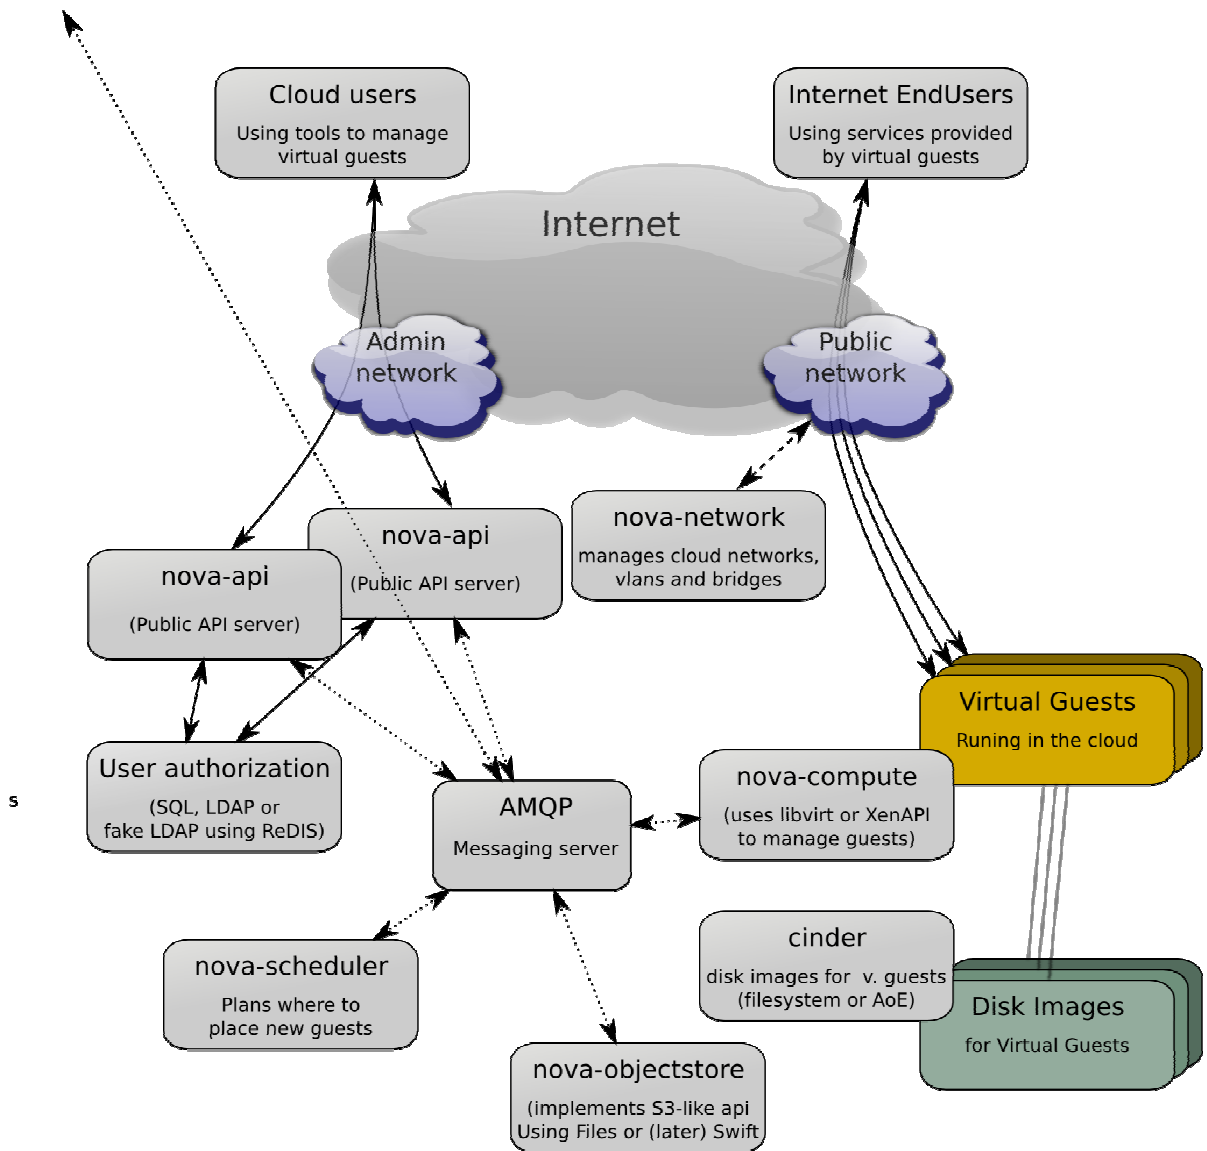 Cloud users
Using tools to manage
virtual guests
Internet EndUsers
Using services provided
by virtual guests
Internet
Admin
network
Public
network
nova-api
(Public API server)
nova-api
(Public API server)
nova-network
manages cloud networks,
vlans and bridges
Virtual Guests
Runing in the cloud
User authorization
(SQL, LDAP or
fake LDAP using ReDIS)
s
AMQP
Messaging server
nova-compute
(uses libvirt or XenAPI
to manage guests)
nova-scheduler
Plans where to
place new guests
cinder
disk images for v. guests
(filesystem or AoE)
Disk Images
for Virtual Guests
nova-objectstore
(implements S3-like api
Using Files or (later) Swift